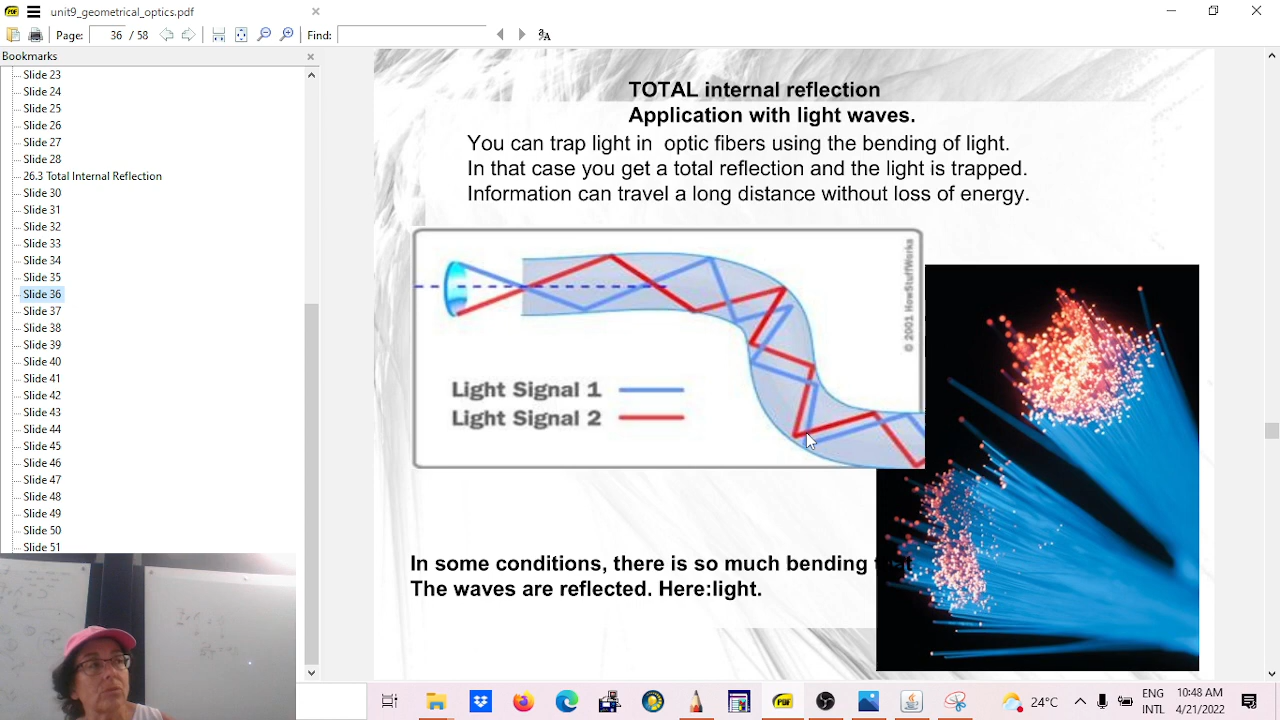 unit9_geometrical_optics.pdf
Page: 36 / 58 Find:
Bookmarks
Slide 23
Slide 24
Slide 25
Slide 26
Slide 27
Slide 28
26.3 Total Internal Reflection
Slide 30
Slide 31
Slide 32
Slide 33
Slide 34
Slide 35
Slide 36
Slide 37
Slide 38
Slide 39
Slide 40
Slide 41
Slide 42
Slide 43
Slide 44
Slide 45
Slide 46
Slide 47
Slide 48
Slide 49
Slide 50
Slide 51
TOTAL internal reflection
Application with light waves.
You can trap light in optic fibers using the bending of light.
In that case you get a total reflection and the light is trapped.
Information can travel a long distance without loss of energy.
© 2001 HowStuffWorks
Light Signal 1
Light Signal 2
In some conditions, there is so much bending that
The waves are reflected. Here:light.
24°C
ENG
INTL
10:48 AM
4/21/2022